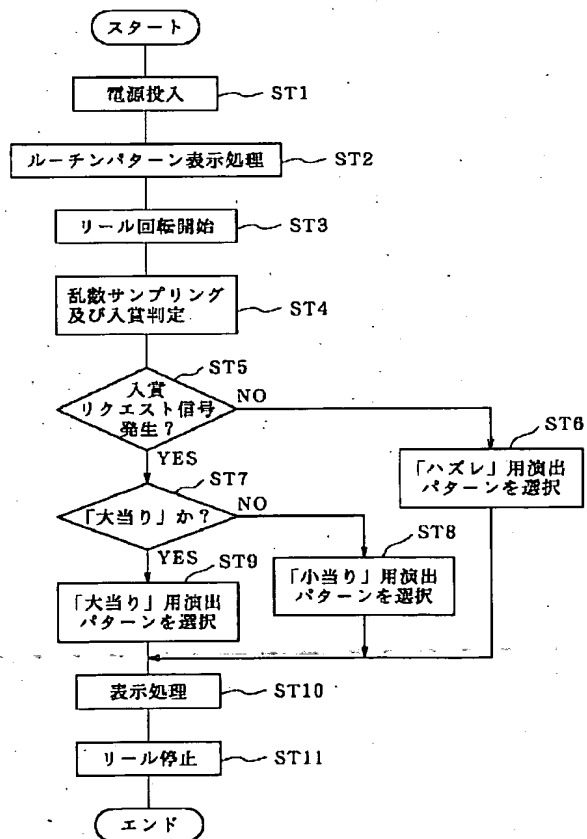 スタート
電源投入
ST1
ルーチンパターン表示処理
ST2
リール回転開始
ST3
乱数サンプリング
及び入賞判定
ST4
ST5
入賞
リクエスト信号
発生？
NO
YES
ST6
「ハズレ」用演出
パターンを選択
ST7
「大当り」か？
NO
YES
ST8
「小当り」用演出
パターンを選択
ST9
「大当り」用演出
パターンを選択
表示処理
ST10
リール停止
ST11
エンド